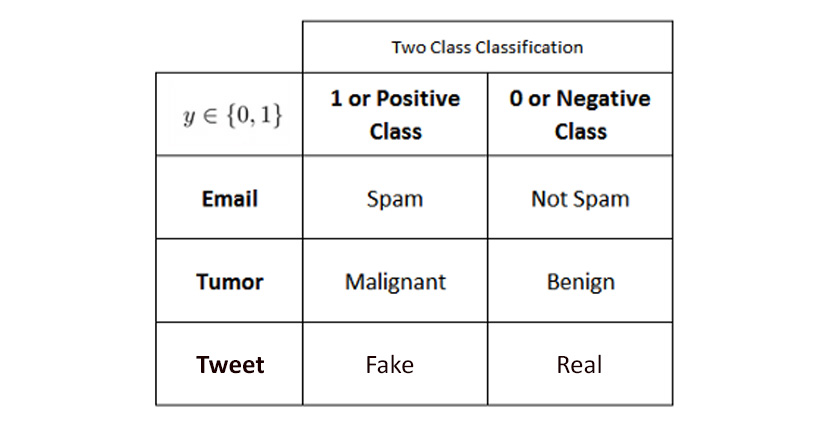 Two Class Classification
y ∈ {0, 1}
1 or Positive
Class
0 or Negative
Class
Email
Spam
Not Spam
Tumor
Malignant
Benign
Tweet
Fake
Real